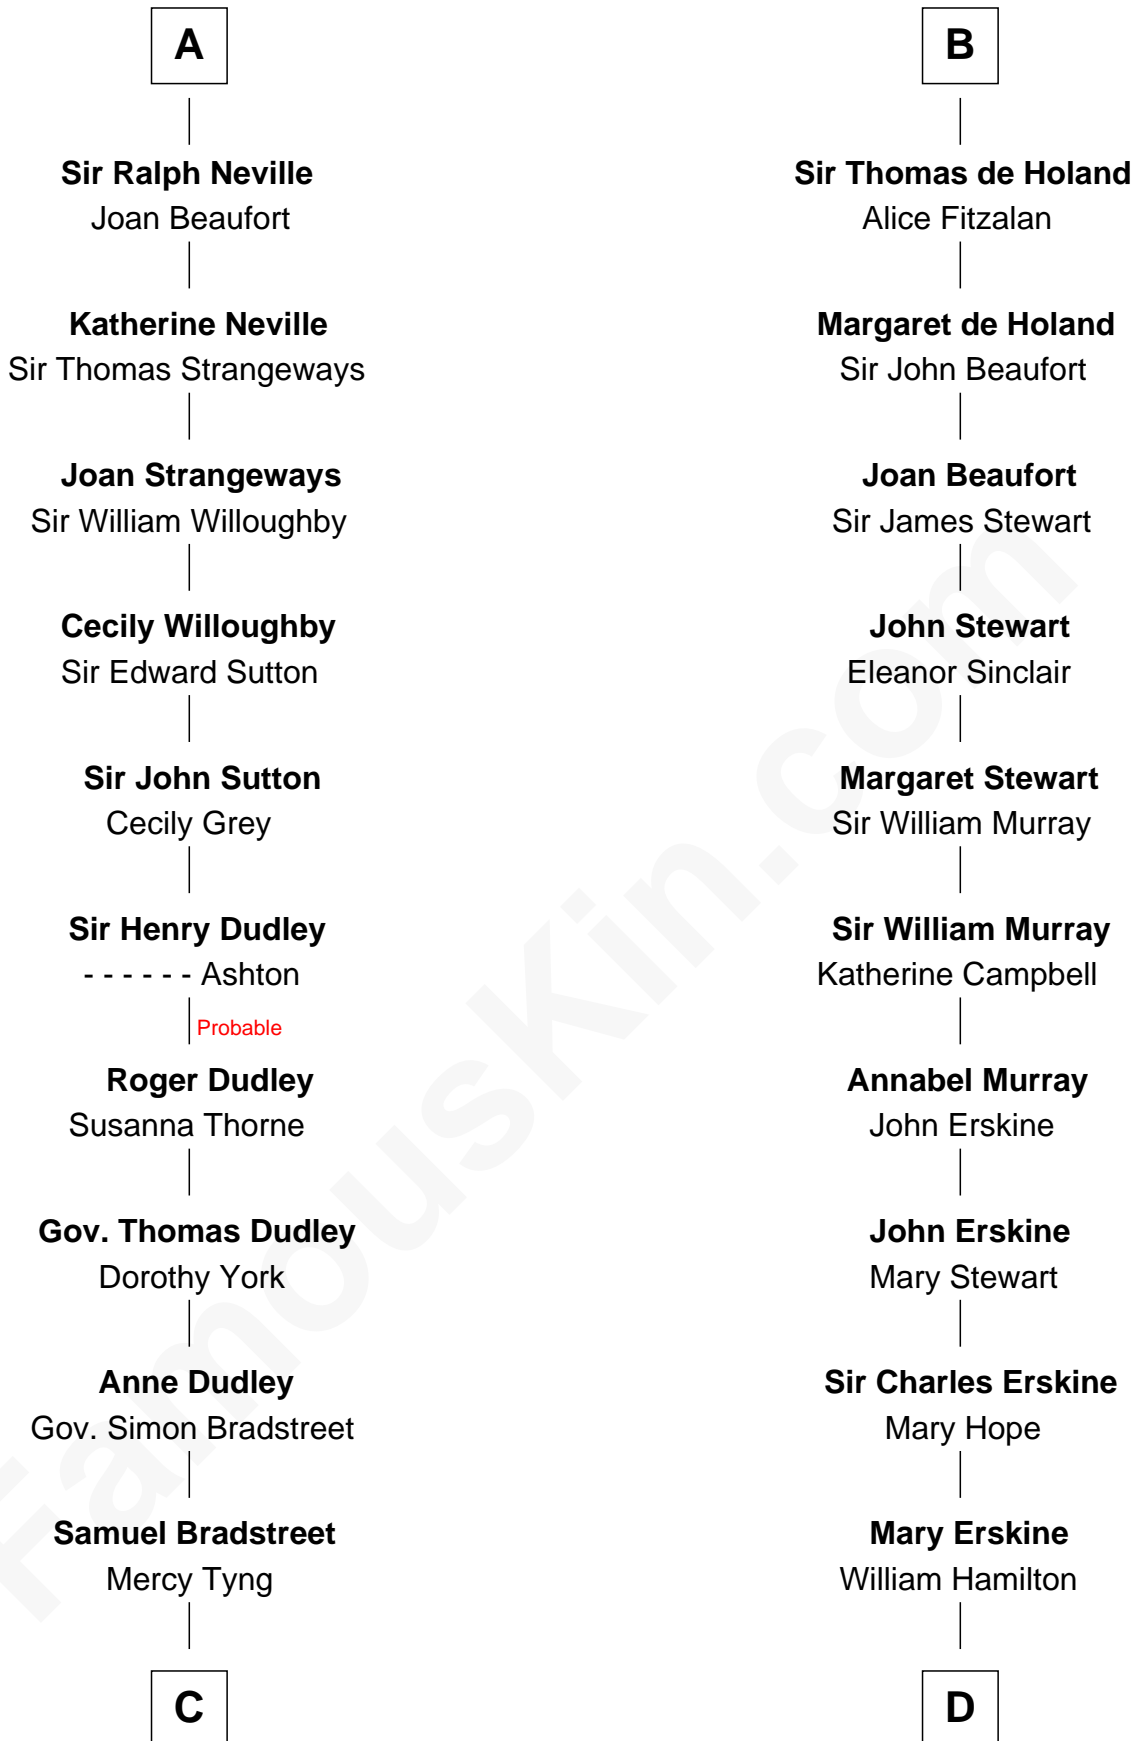 A
Sir Ralph Neville
Joan Beaufort
Katherine Neville
Sir Thomas Strangeways
Joan Strangeways
Sir William Willoughby
Cecily Willoughby
Sir Edward Sutton
Sir John Sutton
Cecily Grey
Sir Henry Dudley
- - - - - - Ashton
Probable
Roger Dudley
Susanna Thorne
Gov. Thomas Dudley
Dorothy York
Anne Dudley
Gov. Simon Bradstreet
Samuel Bradstreet
Mercy Tyng
C
B
Sir Thomas de Holand
Alice Fitzalan
Margaret de Holand
Sir John Beaufort
Joan Beaufort
Sir James Stewart
John Stewart
Eleanor Sinclair
Margaret Stewart
Sir William Murray
Sir William Murray
Katherine Campbell
Annabel Murray
John Erskine
John Erskine
Mary Stewart
Sir Charles Erskine
Mary Hope
Mary Erskine
William Hamilton
D
FamousKin.com